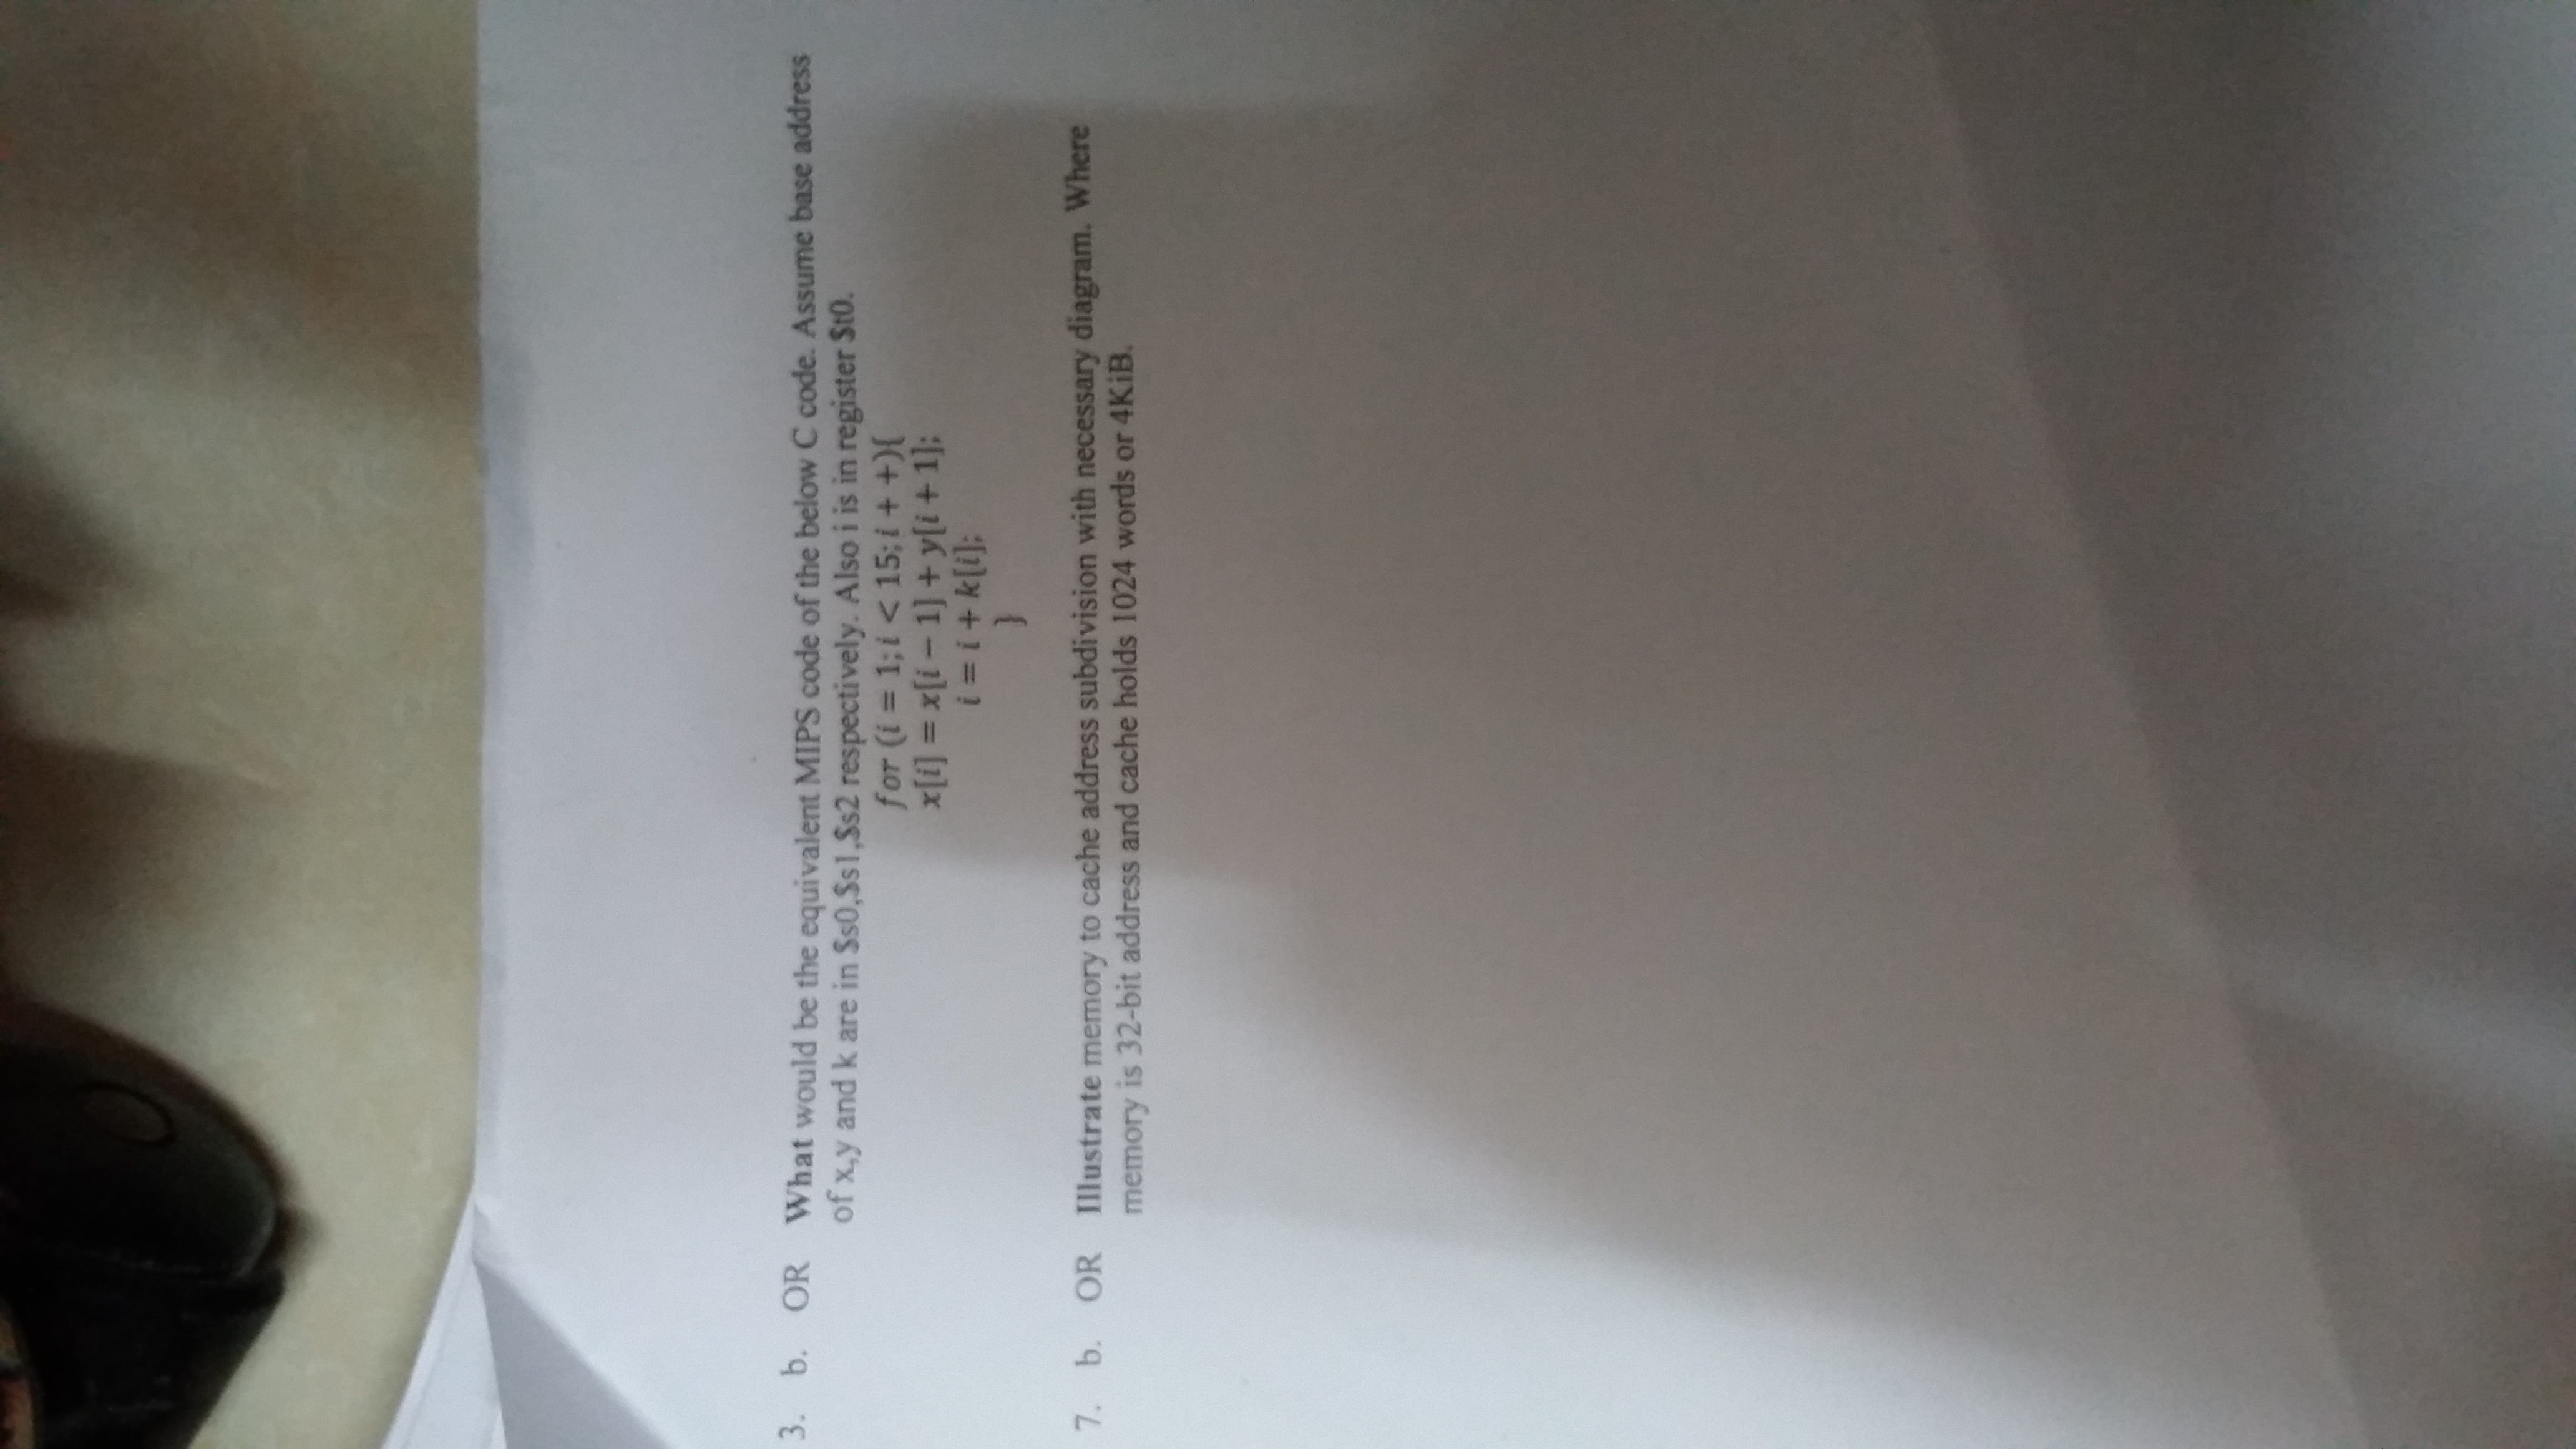 3. b. OR What would be the equivalent MIPS code of the below C code. Assume base address
of x,y and k are in $s0,$s1,$s2 respectively. Also i is in register $t0.
for (i = 1; i < 15; i + +){
x[i] = x[i − 1] + y[i + 1];
i = i + k[i];
}
7. b. OR Illustrate memory to cache address subdivision with necessary diagram. Where
memory is 32-bit address and cache holds 1024 words or 4KiB.